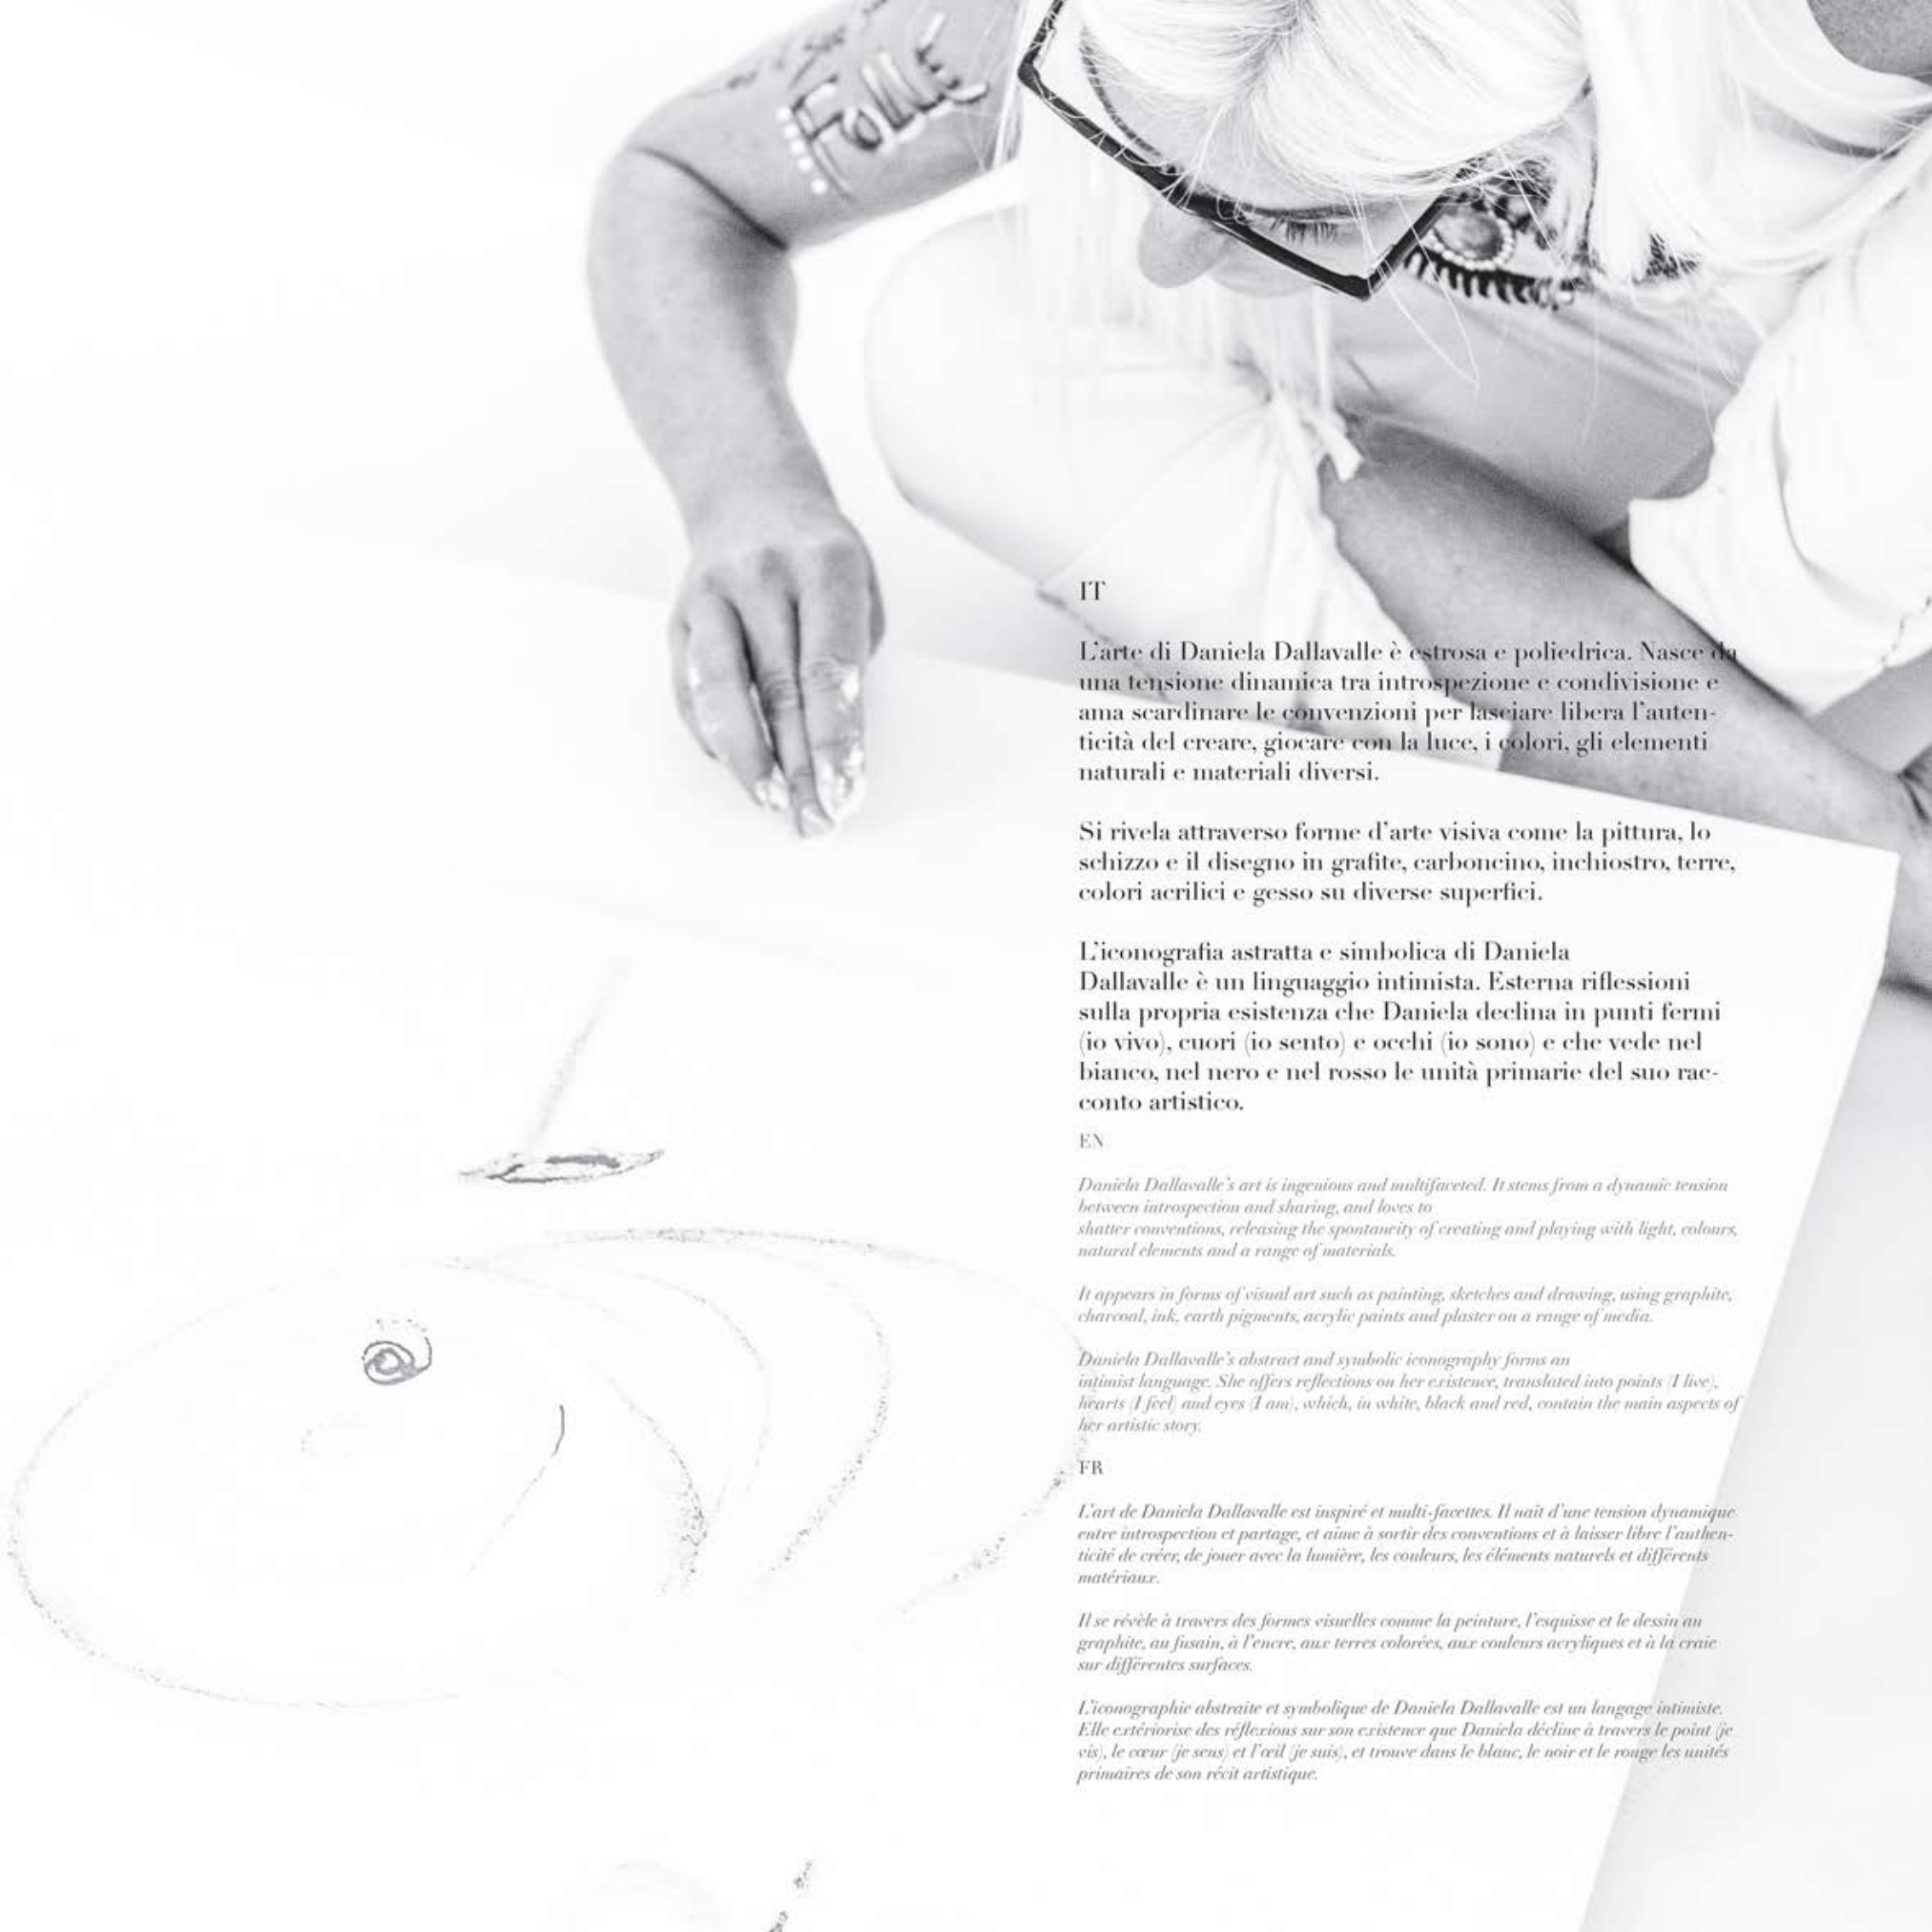 IT
L'arte di Daniela Dallavalle è estrosa e poliedrica. Nasce da
una tensione dinamica tra introspezione e condivisione e
ama scardinare le convenzioni per lasciare libera l'auten-
ticità del creare, giocare con la luce, i colori, gli elementi
naturali e materiali diversi.
Si rivela attraverso forme d'arte visiva come la pittura, lo
schizzo e il disegno in grafite, carboncino, inchiostro, terre,
colori acrilici e gesso su diverse superfici.
L'iconografia astratta e simbolica di Daniela
Dallavalle è un linguaggio intimista. Esterna riflessioni
sulla propria esistenza che Daniela declina in punti fermi
(io vivo), cuori (io sento) e occhi (io sono) e che vede nel
bianco, nel nero e nel rosso le unità primarie del suo rac-
conto artistico.
EN
Daniela Dallavalle's art is ingenious and multifaceted. It stems from a dynamic tension
between introspection and sharing, and loves to
shatter conventions, releasing the spontaneity of creating and playing with light, colours,
natural elements and a range of materials.
It appears in forms of visual art such as painting, sketches and drawing, using graphite,
charcoal, ink, earth pigments, acrylic paints and plaster on a range of media.
Daniela Dallavalle's abstract and symbolic iconography forms an
intimist language. She offers reflections on her existence, translated into points (I live),
hearts (I feel) and eyes (I am), which, in white, black and red, contain the main aspects of
her artistic story.
FR
L'art de Daniela Dallavalle est inspiré et multi-facettes. Il naît d'une tension dynamique
entre introspection et partage, et aime à sortir des conventions et à laisser libre l'authen-
ticité de créer, de jouer avec la lumière, les couleurs, les éléments naturels et différents
matériaux.
Il se révèle à travers des formes visuelles comme la peinture, l'esquisse et le dessin au
graphite, au fusain, à l'encre, aux terres colorées, aux couleurs acryliques et à la craie
sur différentes surfaces.
L'iconographie abstraite et symbolique de Daniela Dallavalle est un langage intimiste.
Elle extériorise des réflexions sur son existence que Daniela décline à travers le point (je
vis), le cœur (je sens) et l'œil (je suis), et trouve dans le blanc, le noir et le rouge les unités
primaires de son récit artistique.